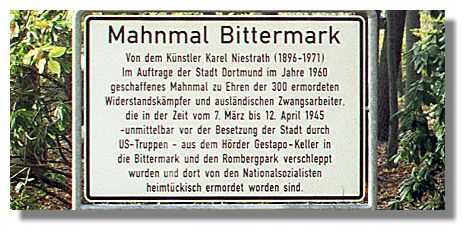 Mahnmal Bittermark
Von dem Künstler Karel Niestrath (1896-1971)
Im Auftrage der Stadt Dortmund im Jahre 1960
geschaffenes Mahnmal zu Ehren der 300 ermordeten
Widerstandskämpfer und ausländischen Zwangsarbeiter,
die in der Zeit vom 7. März bis 12. April 1945
-unmittelbar vor der Besetzung der Stadt durch
US-Truppen - aus dem Hörder Gestapo-Keller in
die Bittermark und den Rombergpark verschleppt
wurden und dort von den Nationalsozialisten
heimtückisch ermordet worden sind.